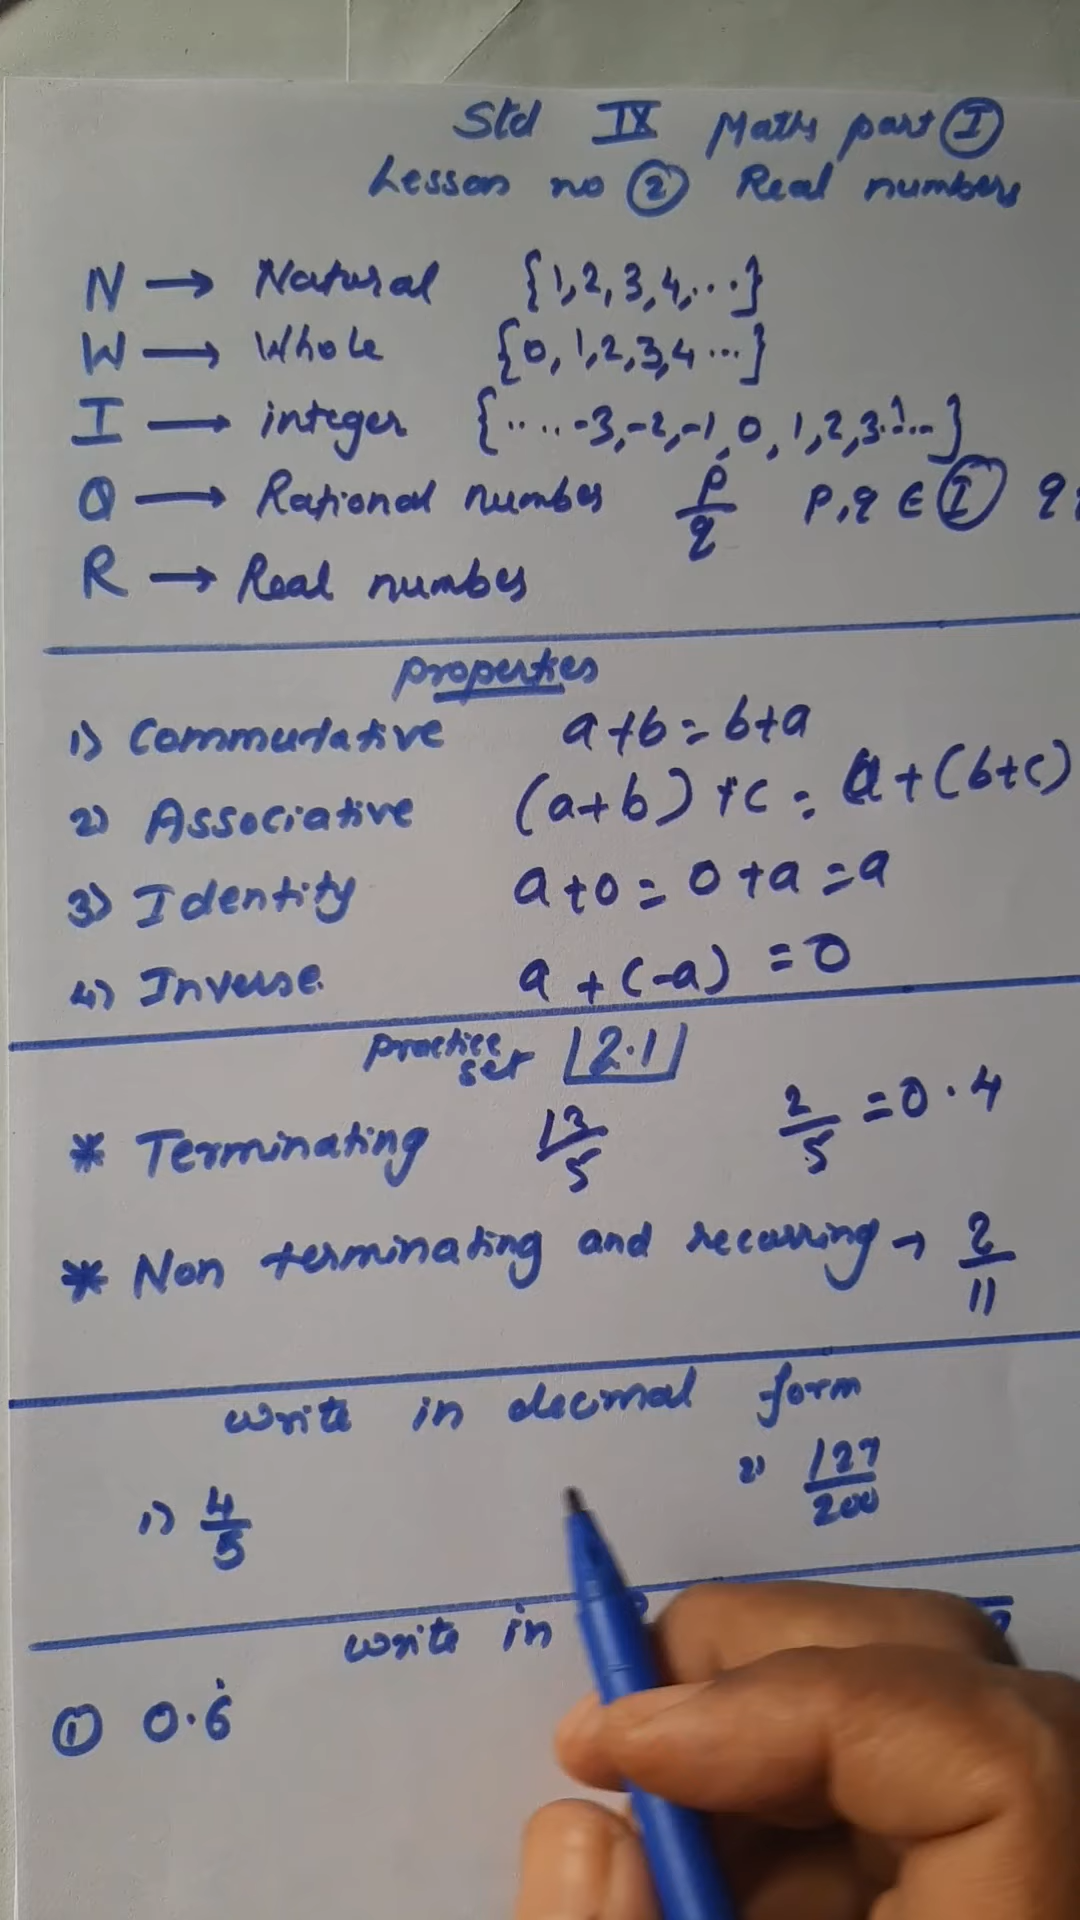 Std IX Maths part I
Lesson no 2 Real numbers
N → Natural {1,2,3,4,...}
W → Whole {0,1,2,3,4...}
I → integer {.....-3,-2,-1,0,1,2,3....}
Q → Rational numbers p/q p,q ∈ I q
R → Real numbers
properties
1) Commutative a+b=b+a
2) Associative (a+b)+c=a+(b+c)
3) Identity a+0=0+a=a
4) Inverse a+(-a)=0
practice set 2.1
* Terminating 13/5 2/5=0.4
* Non terminating and recurring → 2/11
write in decimal form
1) 4/5 2) 127/200
write in
① 0.6̇